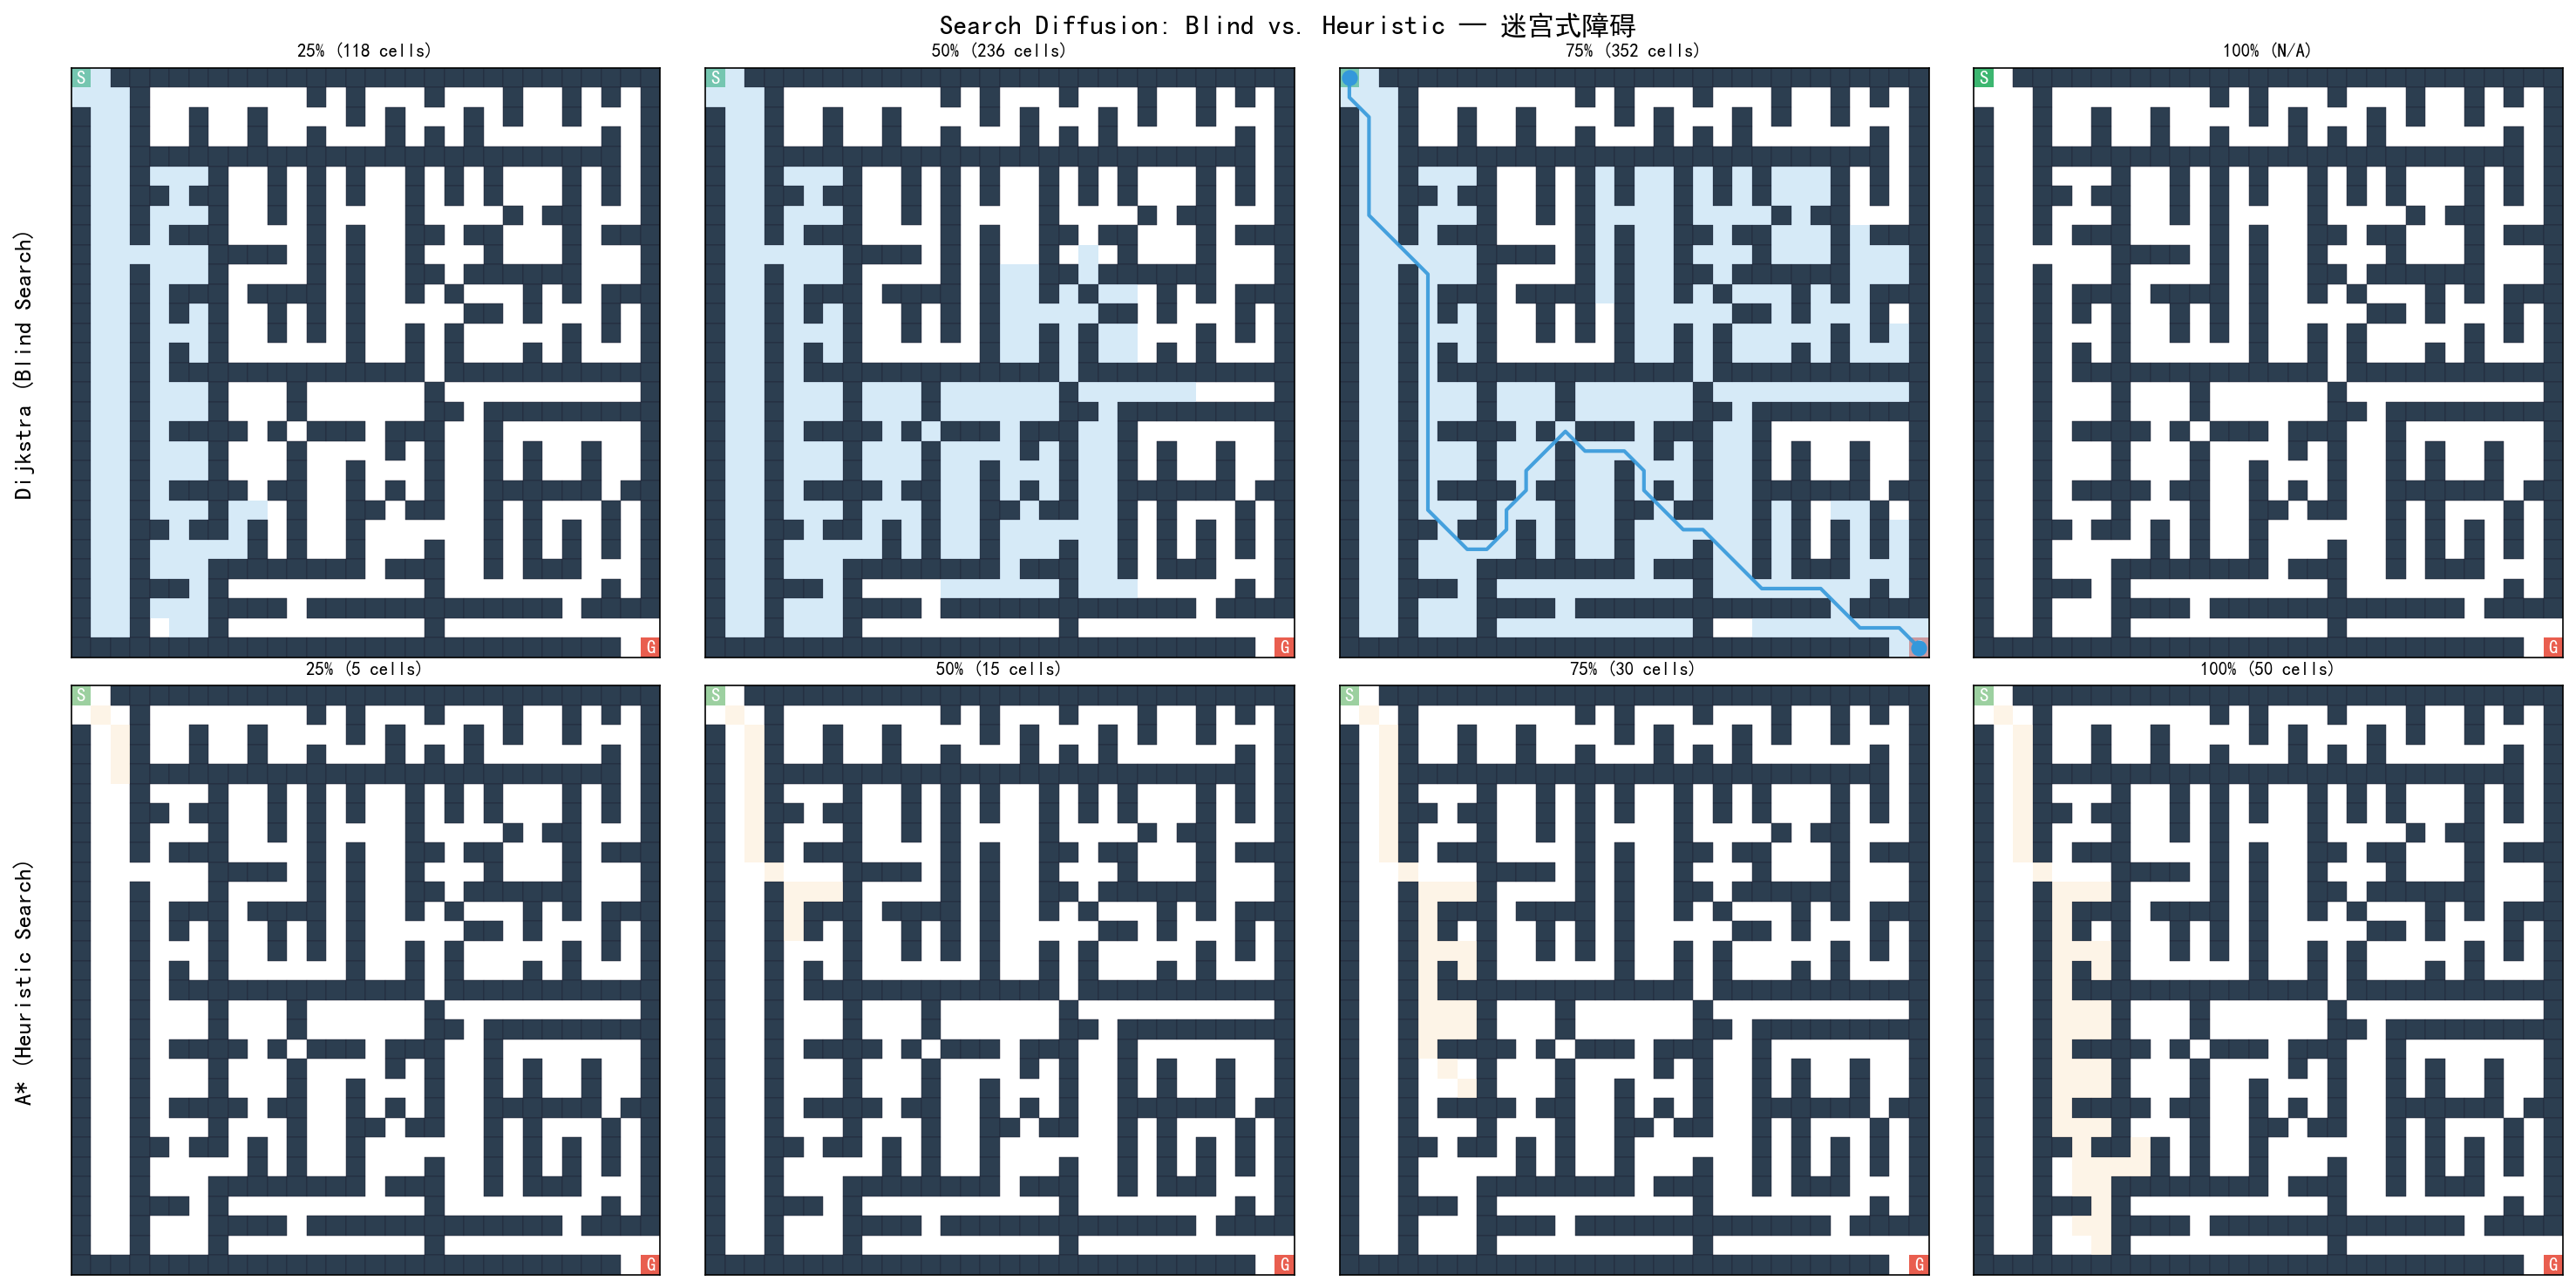 Search Diffusion: Blind vs. Heuristic — 迷宫式障碍
25% (118 cells)
50% (236 cells)
75% (352 cells)
100% (N/A)
Dijkstra (Blind Search)
S
G
S
G
S
G
25% (5 cells)
50% (15 cells)
75% (30 cells)
100% (50 cells)
A* (Heuristic Search)
S
G
S
G
S
G
S
G